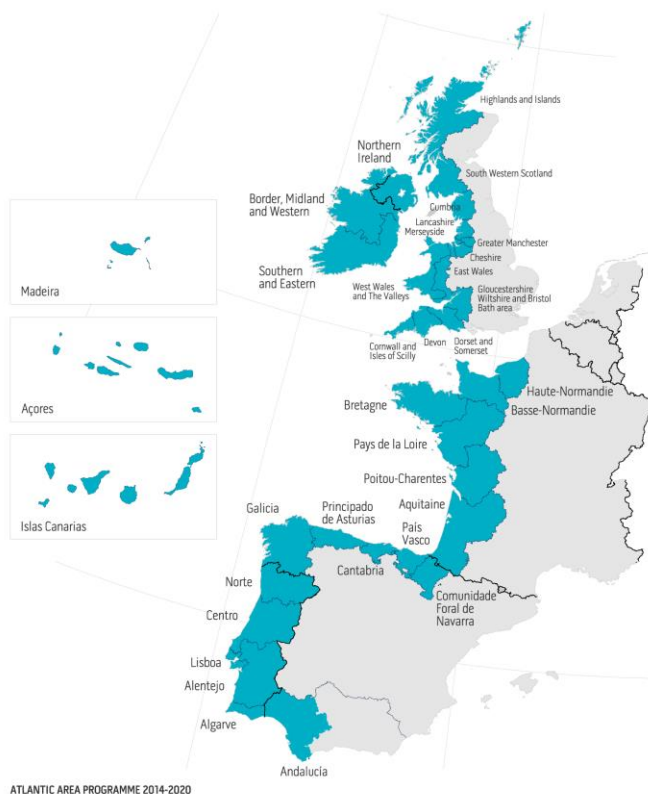 Highlands and Islands
Northern
Ireland
South Western Scotland
Border, Midland
and Western
Cumbria
Lancashire
Merseyside
Greater Manchester
Cheshire
East Wales
Southern
and Eastern
West Wales
and The Valleys
Gloucestershire
Wiltshire and Bristol
Bath area
Cornwall and
Isles of Scilly
Devon
Dorset and
Somerset
Madeira
Açores
Islas Canarias
Haute-Normandie
Basse-Normandie
Bretagne
Pays de la Loire
Poitou-Charentes
Aquitaine
País
Vasco
Principado
de Asturias
Galicia
Cantabria
Comunidade
Foral de
Navarra
Norte
Centro
Lisboa
Alentejo
Algarve
Andalucía
ATLANTIC AREA PROGRAMME 2014-2020